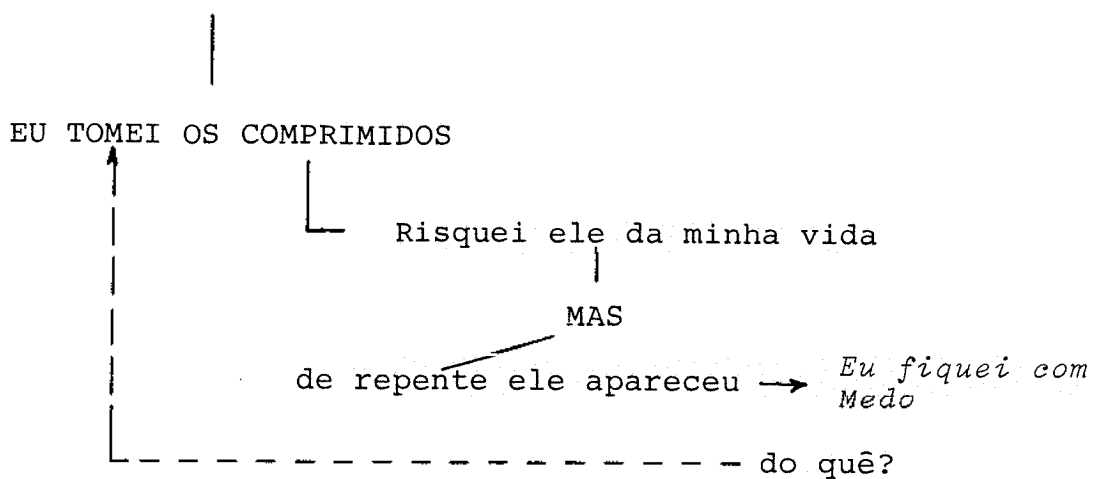 EU TOMEI OS COMPRIMIDOS
Risquei ele da minha vida
MAS
de repente ele apareceu
Eu fiquei com
Medo
do quê?